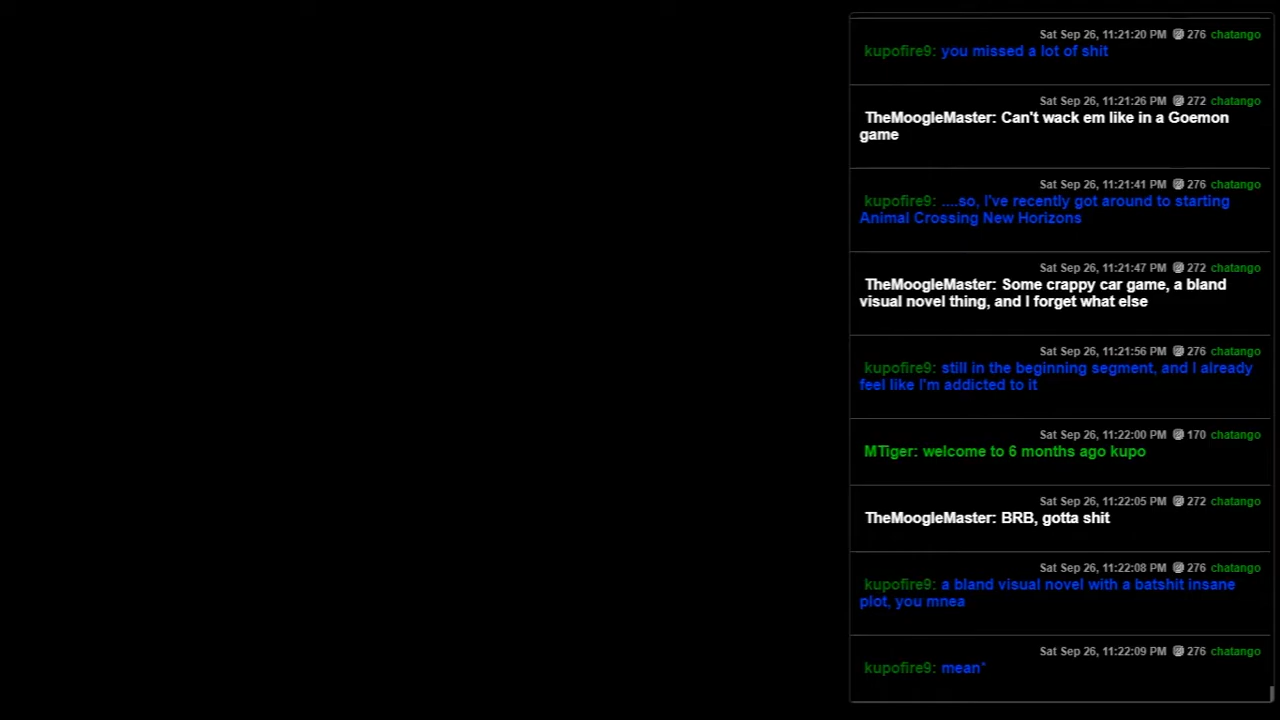 Sat Sep 26, 11:21:20 PM 276 chatango
kupofire9: you missed a lot of shit
Sat Sep 26, 11:21:26 PM 272 chatango
TheMoogleMaster: Can't wack em like in a Goemon
game
Sat Sep 26, 11:21:41 PM 276 chatango
kupofire9: ....so, I've recently got around to starting
Animal Crossing New Horizons
Sat Sep 26, 11:21:47 PM 272 chatango
TheMoogleMaster: Some crappy car game, a bland
visual novel thing, and I forget what else
Sat Sep 26, 11:21:56 PM 276 chatango
kupofire9: still in the beginning segment, and I already
feel like I'm addicted to it
Sat Sep 26, 11:22:00 PM 170 chatango
MTiger: welcome to 6 months ago kupo
Sat Sep 26, 11:22:05 PM 272 chatango
TheMoogleMaster: BRB, gotta shit
Sat Sep 26, 11:22:08 PM 276 chatango
kupofire9: a bland visual novel with a batshit insane
plot, you mnea
Sat Sep 26, 11:22:09 PM 276 chatango
kupofire9: mean*